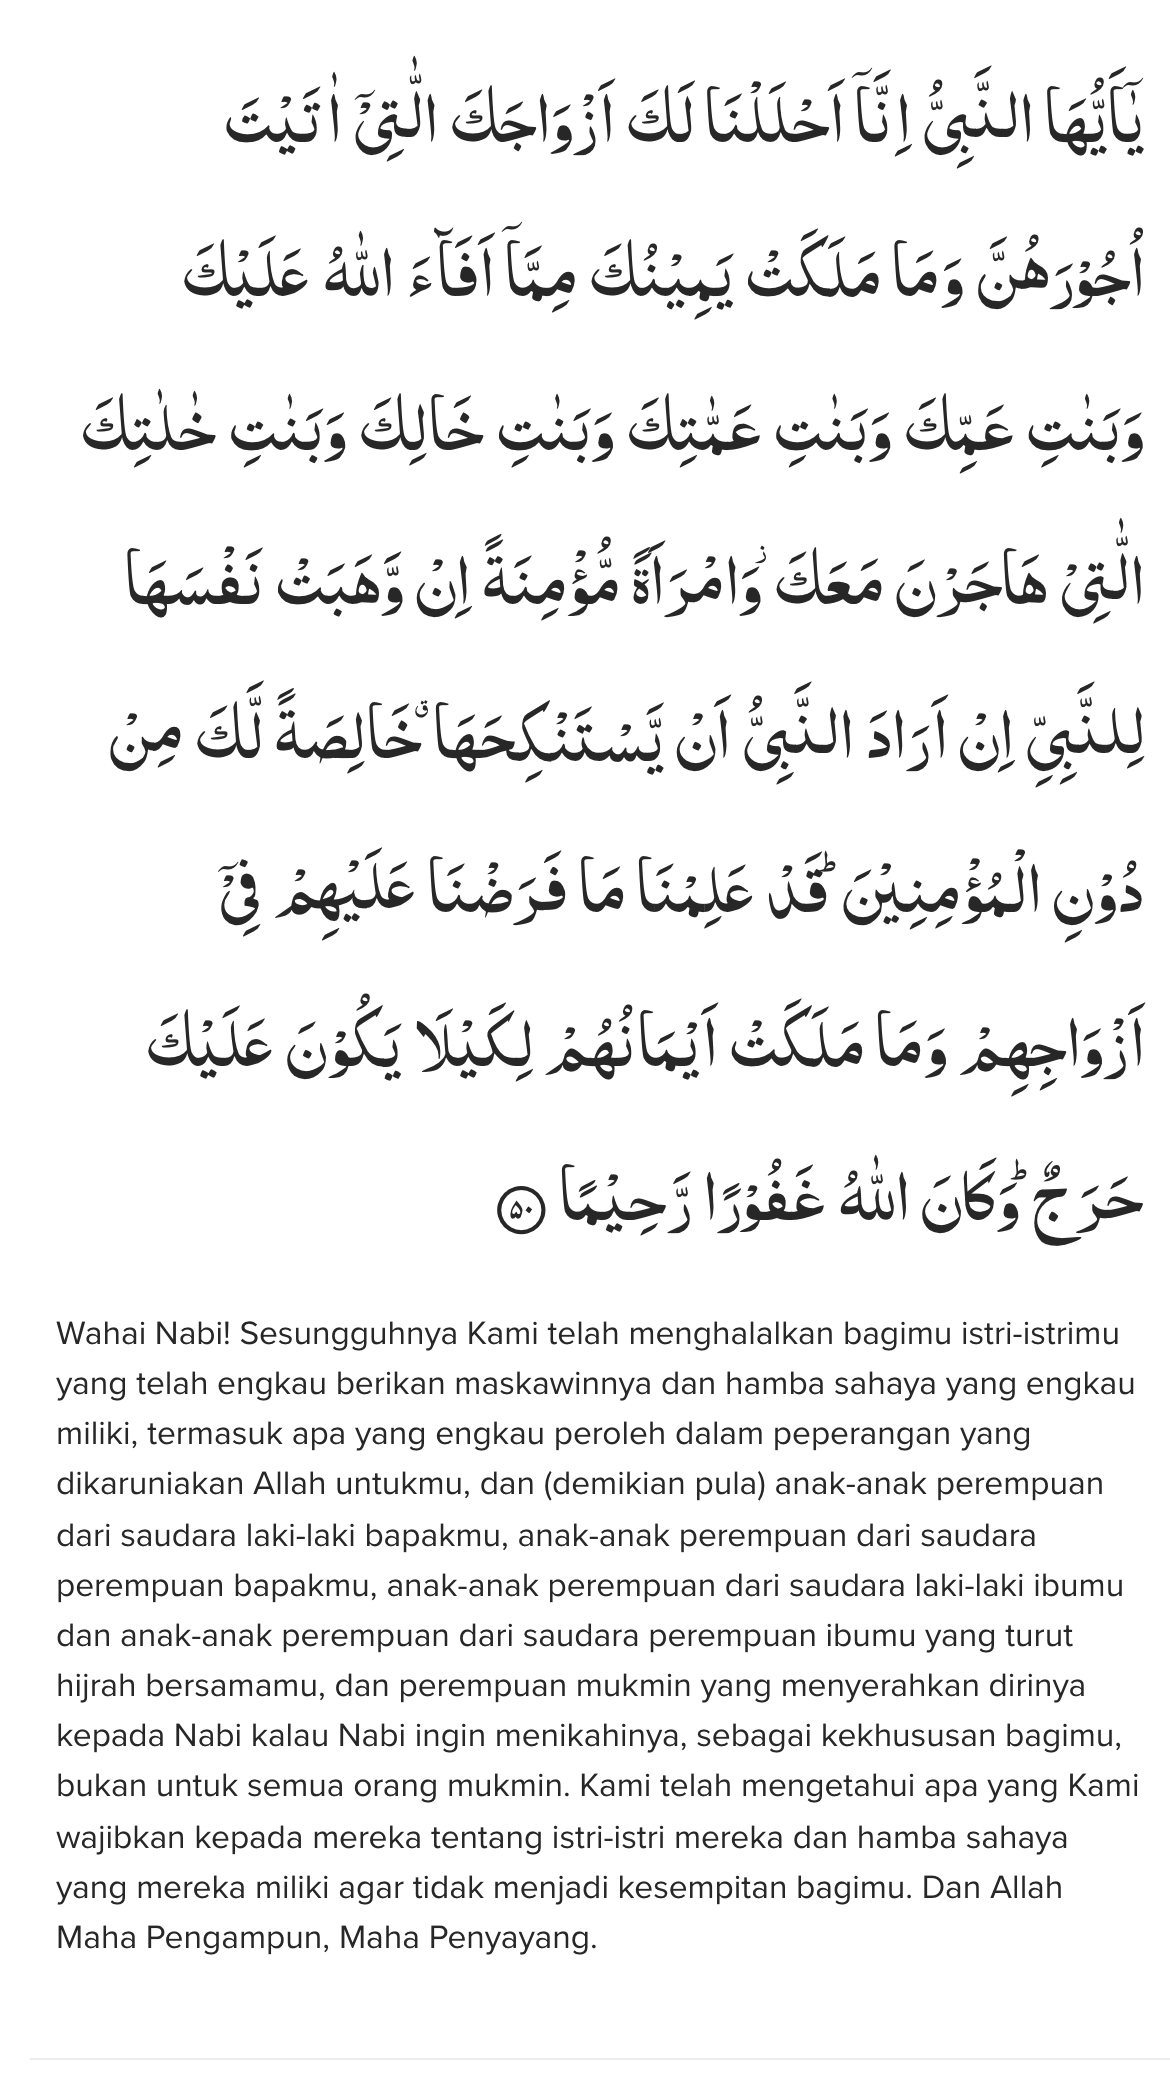 يٰٓاَيُّهَا النَّبِيُّ اِنَّآ اَحْلَلْنَا لَكَ اَزْوَاجَكَ الّٰتِيْٓ اٰتَيْتَ
اُجُوْرَهُنَّ وَمَا مَلَكَتْ يَمِيْنُكَ مِمَّآ اَفَاۤءَ اللّٰهُ عَلَيْكَ
وَبَنٰتِ عَمِّكَ وَبَنٰتِ عَمّٰتِكَ وَبَنٰتِ خَالِكَ وَبَنٰتِ خٰلٰتِكَ
الّٰتِيْ هَاجَرْنَ مَعَكَۗ وَامْرَاَةً مُّؤْمِنَةً اِنْ وَّهَبَتْ نَفْسَهَا
لِلنَّبِيِّ اِنْ اَرَادَ النَّبِيُّ اَنْ يَّسْتَنْكِحَهَا ۗخَالِصَةً لَّكَ مِنْ
دُوْنِ الْمُؤْمِنِيْنَۗ قَدْ عَلِمْنَا مَا فَرَضْنَا عَلَيْهِمْ فِيْٓ
اَزْوَاجِهِمْ وَمَا مَلَكَتْ اَيْمَانُهُمْ لِكَيْلَا يَكُوْنَ عَلَيْكَ
حَرَجٌۗ وَكَانَ اللّٰهُ غَفُوْرًا رَّحِيْمًا ۝٥٠
Wahai Nabi! Sesungguhnya Kami telah menghalalkan bagimu istri-istrimu
yang telah engkau berikan maskawinnya dan hamba sahaya yang engkau
miliki, termasuk apa yang engkau peroleh dalam peperangan yang
dikaruniakan Allah untukmu, dan (demikian pula) anak-anak perempuan
dari saudara laki-laki bapakmu, anak-anak perempuan dari saudara
perempuan bapakmu, anak-anak perempuan dari saudara laki-laki ibumu
dan anak-anak perempuan dari saudara perempuan ibumu yang turut
hijrah bersamamu, dan perempuan mukmin yang menyerahkan dirinya
kepada Nabi kalau Nabi ingin menikahinya, sebagai kekhususan bagimu,
bukan untuk semua orang mukmin. Kami telah mengetahui apa yang Kami
wajibkan kepada mereka tentang istri-istri mereka dan hamba sahaya
yang mereka miliki agar tidak menjadi kesempitan bagimu. Dan Allah
Maha Pengampun, Maha Penyayang.